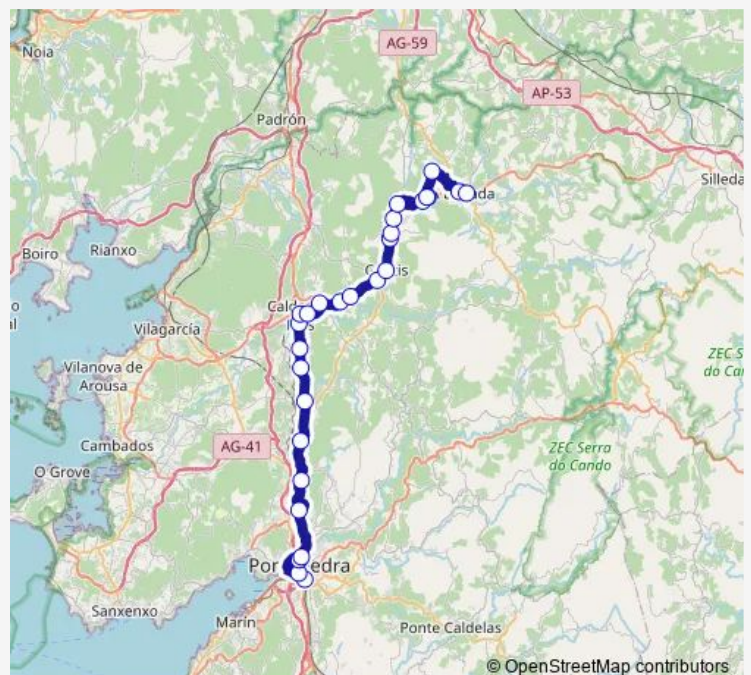 Noia
AG-59
AP-53
Padrón
Silleda
Boiro
Rianxo
Vilagarcía
Vilanova de
Arousa
ZEC S
do Ca
Cambados
AG-41
O Grove
ZEC Serra
do Cando
Sanxenxo
Marín
Ponte Caldelas
© OpenStreetMap contributors